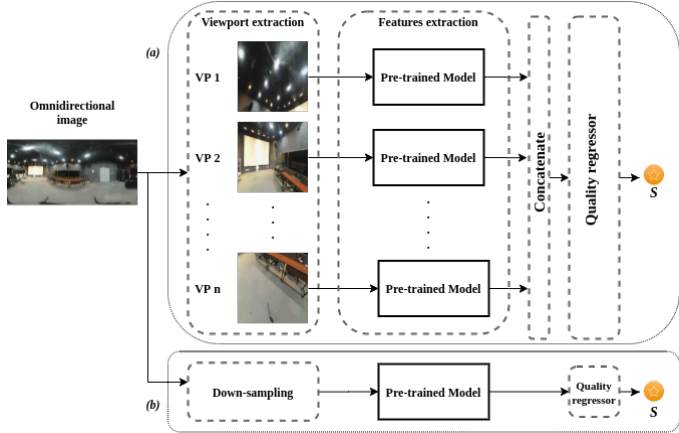 Viewport extraction
Features extraction
(a)
VP 1
Pre-trained Model
Omnidirectional
image
VP 2
Pre-trained Model
Concatenate
Quality regressor
S
VP n
Pre-trained Model
(b)
Down-sampling
Pre-trained Model
Quality
regressor
S